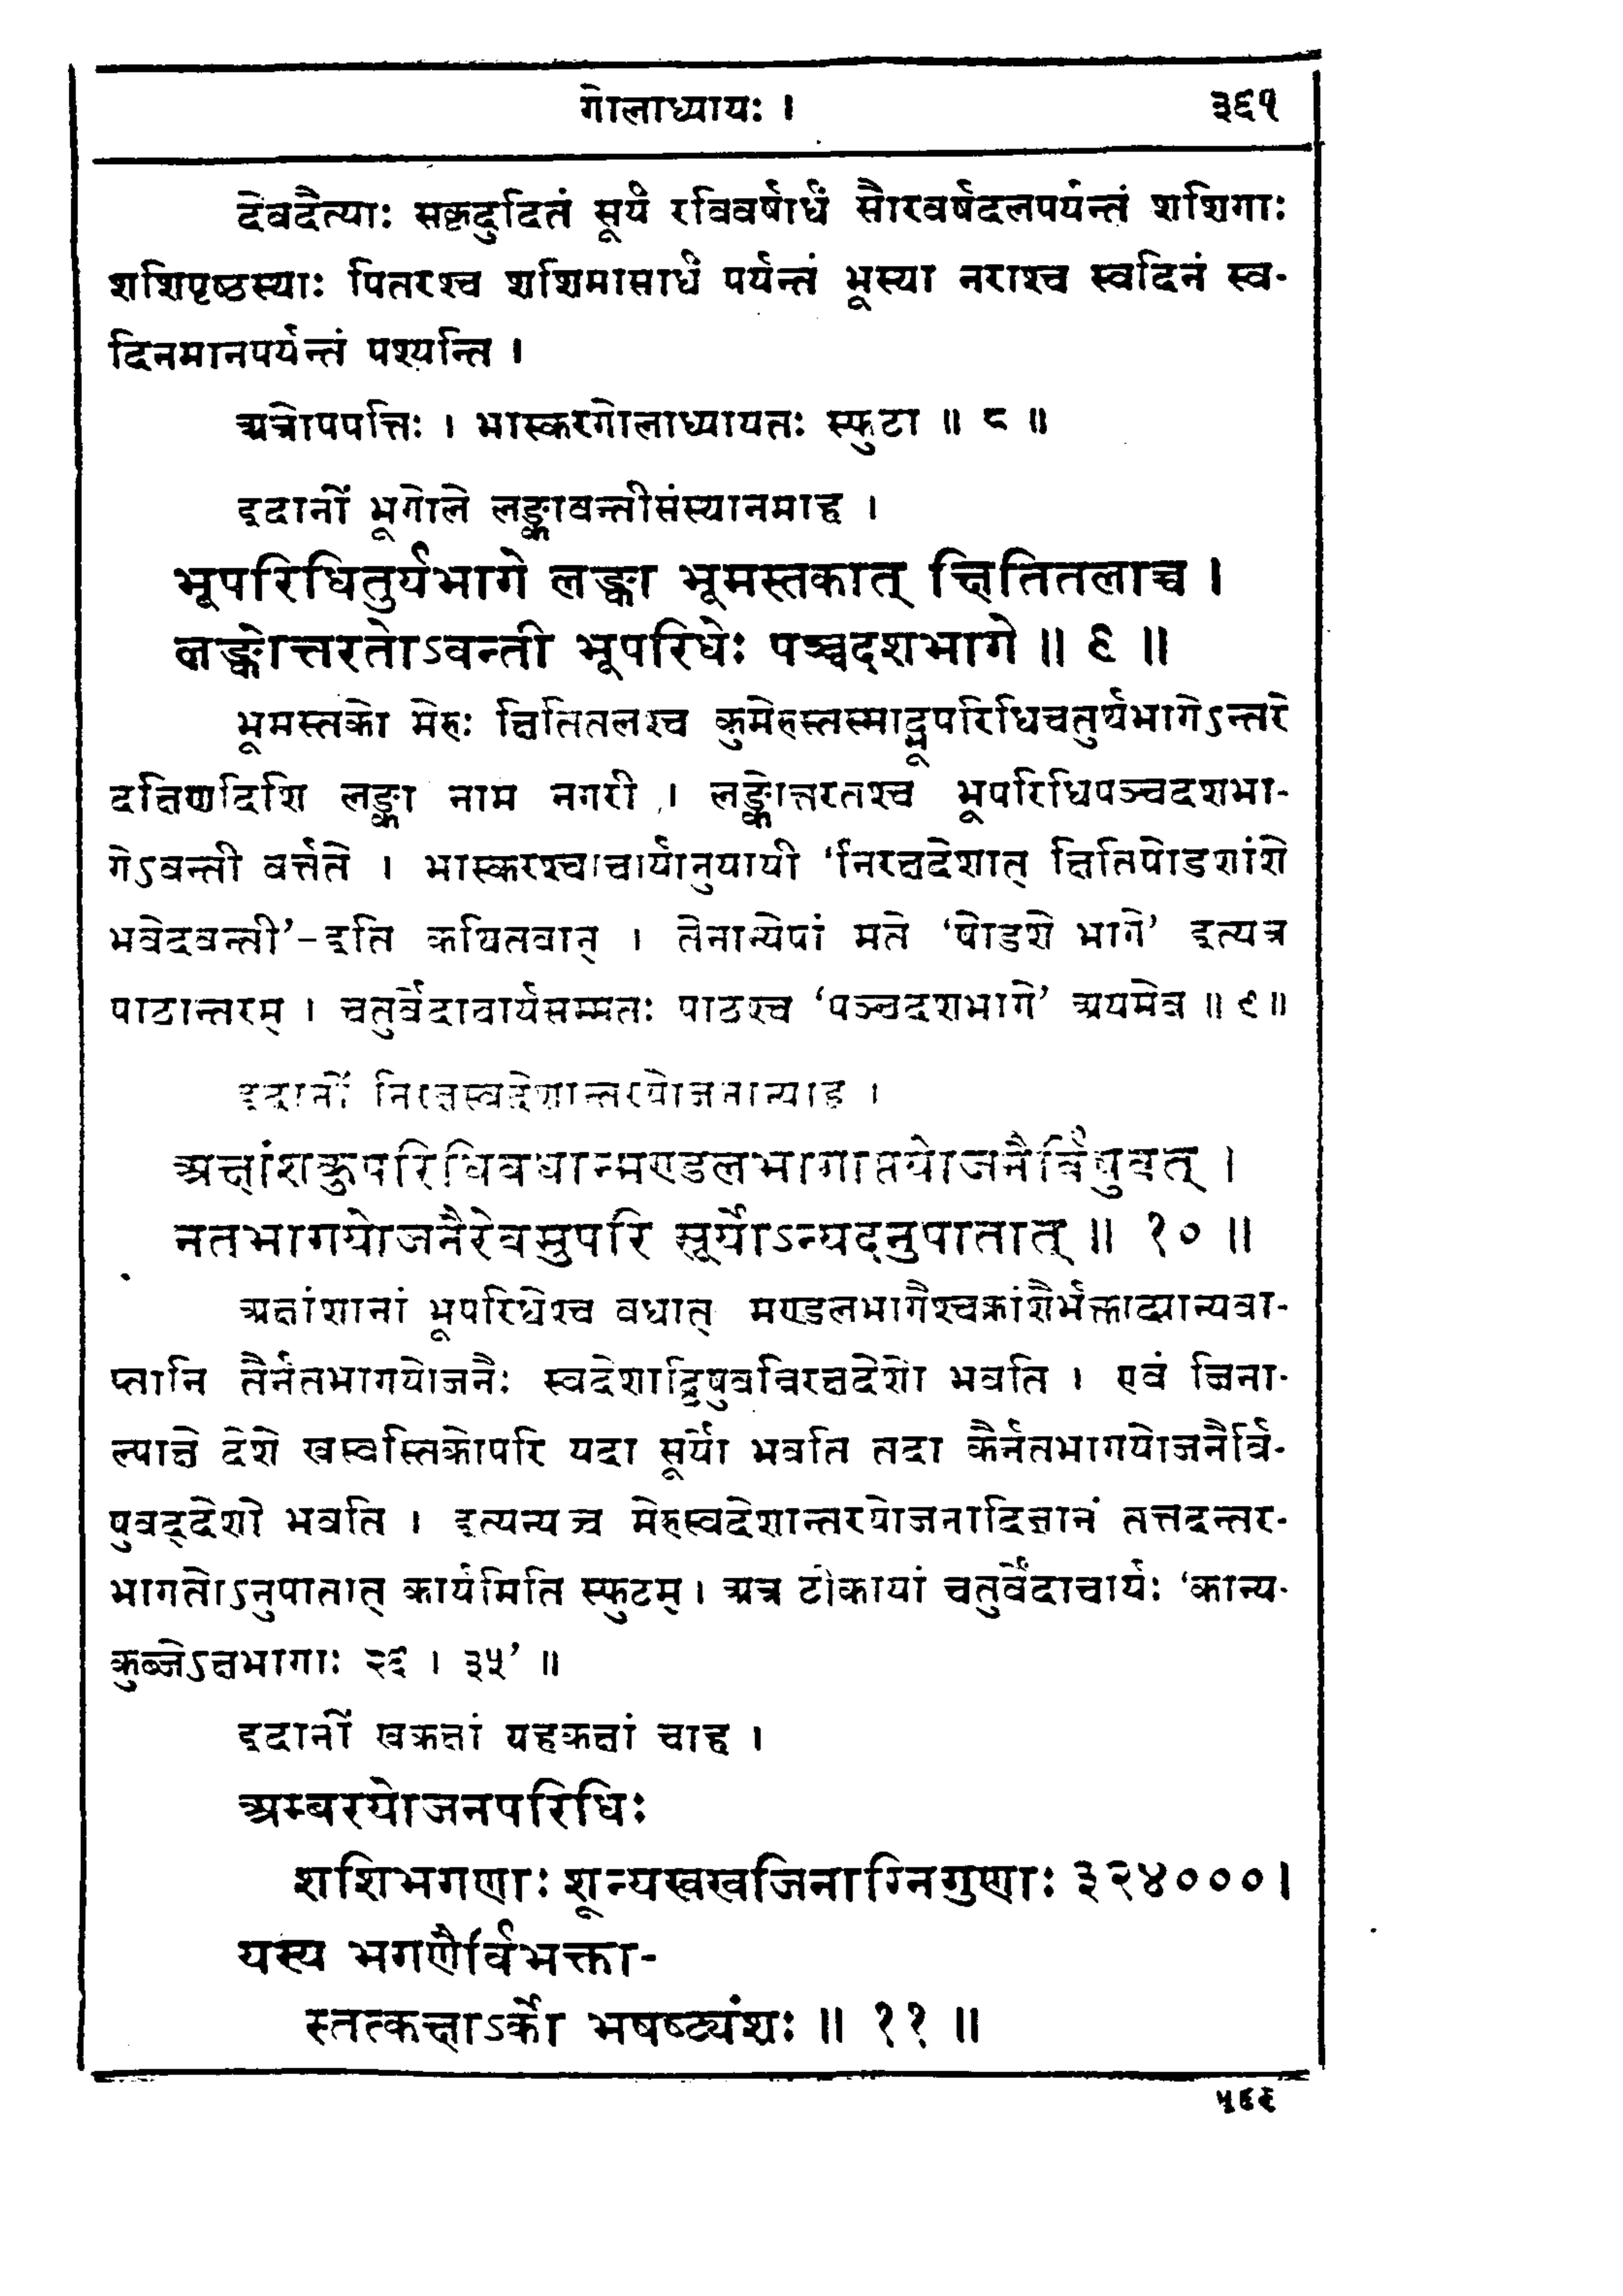 गोलाध्यायः ।
३६१
देवदैत्याः सकृदुदितं सूर्यं रविवर्षार्धं सौरवर्षदलपर्यन्तं शशिगाः
शशिपृष्ठस्थाः पितरश्च शशिमासार्धं पर्यन्तं भूस्था नराश्च स्वदिनं स्व-
दिनमानपर्यन्तं पश्यन्ति ।
अत्रोपपत्तिः । भास्करगोलाध्यायतः स्फुटा ॥ ८ ॥
इदानीं भूगोले लङ्कावन्तीसंस्थानमाह ।
भूपरिधितुर्यभागे लङ्का भूमस्तकात् क्षितितलाच्च ।
लङ्कोत्तरतोऽवन्ती भूपरिधेः पञ्चदशभागे ॥ ९ ॥
भूमस्तको मेरुः क्षितितलश्च कुमेरुस्तस्माद्भूपरिधिचतुर्थभागेऽन्तरे
दक्षिणदिशि लङ्का नाम नगरी । लङ्कोत्तरतश्च भूपरिधिपञ्चदशभा-
गेऽवन्ती वर्त्तते । भास्करश्चाचार्यानुयायी ‘निरक्षदेशात् क्षितिषोडशांशे
भवेदवन्ती’-इति कथितवान् । तेनान्येषां मते ‘षोडशे भागे’ इत्यत्र
पाठान्तरम् । चतुर्वेदाचार्यसम्मतः पाठश्च ‘पञ्चदशभागे’ अयमेव ॥ ९ ॥
इदानीं निरक्षस्वदेशान्तरयोजनान्याह ।
अक्षांशकुपरिधिवधान्मण्डलभागाप्तयोजनैर्विषुवत् ।
नतभागयोजनैरेवमुपरि सूर्योऽन्यदनुपातात् ॥ १० ॥
अक्षांशानां भूपरिधेश्च वधात् मण्डलभागैश्चक्रांशैर्भक्ताद्यान्यवा-
प्तानि तैर्नतभागयोजनैः स्वदेशाद्विषुवन्निरक्षदेशो भवति । एवं जिना-
ल्पाक्षे देशे खस्वस्तिकोपरि यदा सूर्यो भवति तदा कैर्नतभागयोजनैर्वि-
षुवद्देशो भवति । इत्यन्यच्च मेरुस्वदेशान्तरयोजनादिज्ञानं तत्तदन्तर-
भागतोऽनुपातात् कार्यमिति स्फुटम् । अत्र टीकायां चतुर्वेदाचार्यः ‘कान्य-
कुब्जेऽक्षभागाः २६ । ३५’ ॥
इदानीं खकक्षां ग्रहकक्षां चाह ।
अम्बरयोजनपरिधिः
शशिभगणाः शून्यखखजिनाग्निगुणाः ३२४००० ।
यस्य भगणैर्विभक्ता-
स्तत्कक्षाऽर्को भषष्ट्यंशः ॥ ११ ॥